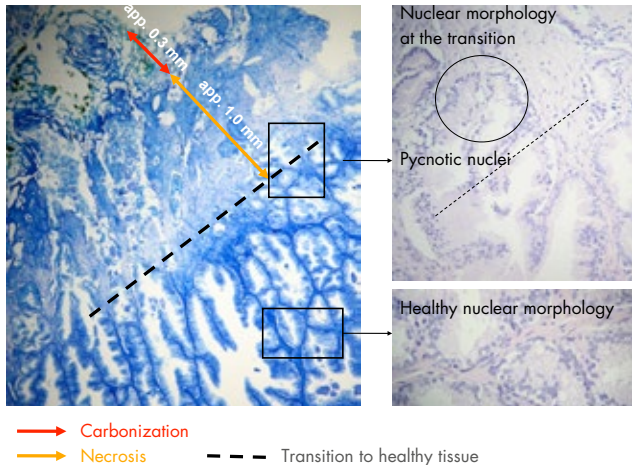 app. 0.3 mm
app. 1.0 mm
Nuclear morphology
at the transition
Pycnotic nuclei
Healthy nuclear morphology
Carbonization
Necrosis
Transition to healthy tissue